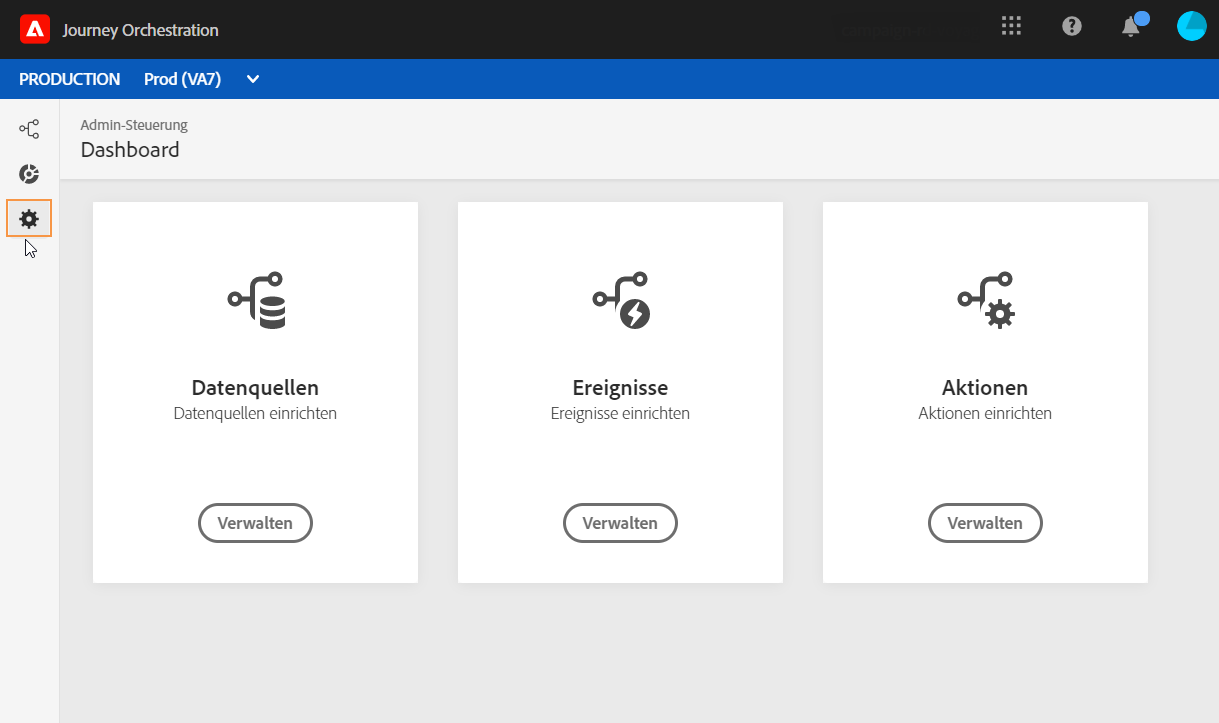 Journey Orchestration
PRODUCTION Prod (VA7)
Admin-Steuerung
Dashboard
Datenquellen
Datenquellen einrichten
Verwalten
Ereignisse
Ereignisse einrichten
Verwalten
Aktionen
Aktionen einrichten
Verwalten